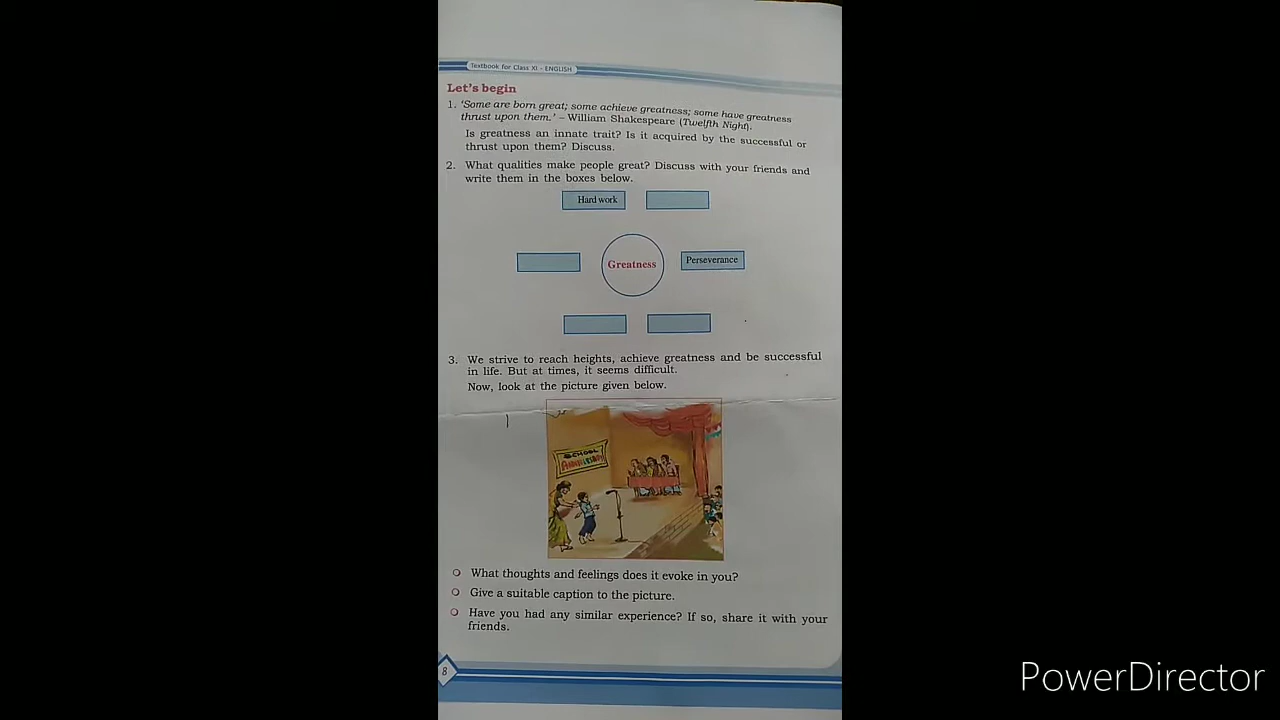 Textbook for Class XI - ENGLISH
Let's begin
1. 'Some are born great; some achieve greatness; some have greatness
thrust upon them.' – William Shakespeare (Twelfth Night).
Is greatness an innate trait? Is it acquired by the successful or
thrust upon them? Discuss.
2. What qualities make people great? Discuss with your friends and
write them in the boxes below.
Hard work
Greatness
Perseverance
3. We strive to reach heights, achieve greatness and be successful
in life. But at times, it seems difficult.
Now, look at the picture given below.
SCHOOL
ANNIVERSARY
What thoughts and feelings does it evoke in you?
Give a suitable caption to the picture.
Have you had any similar experience? If so, share it with your
friends.
8
PowerDirector